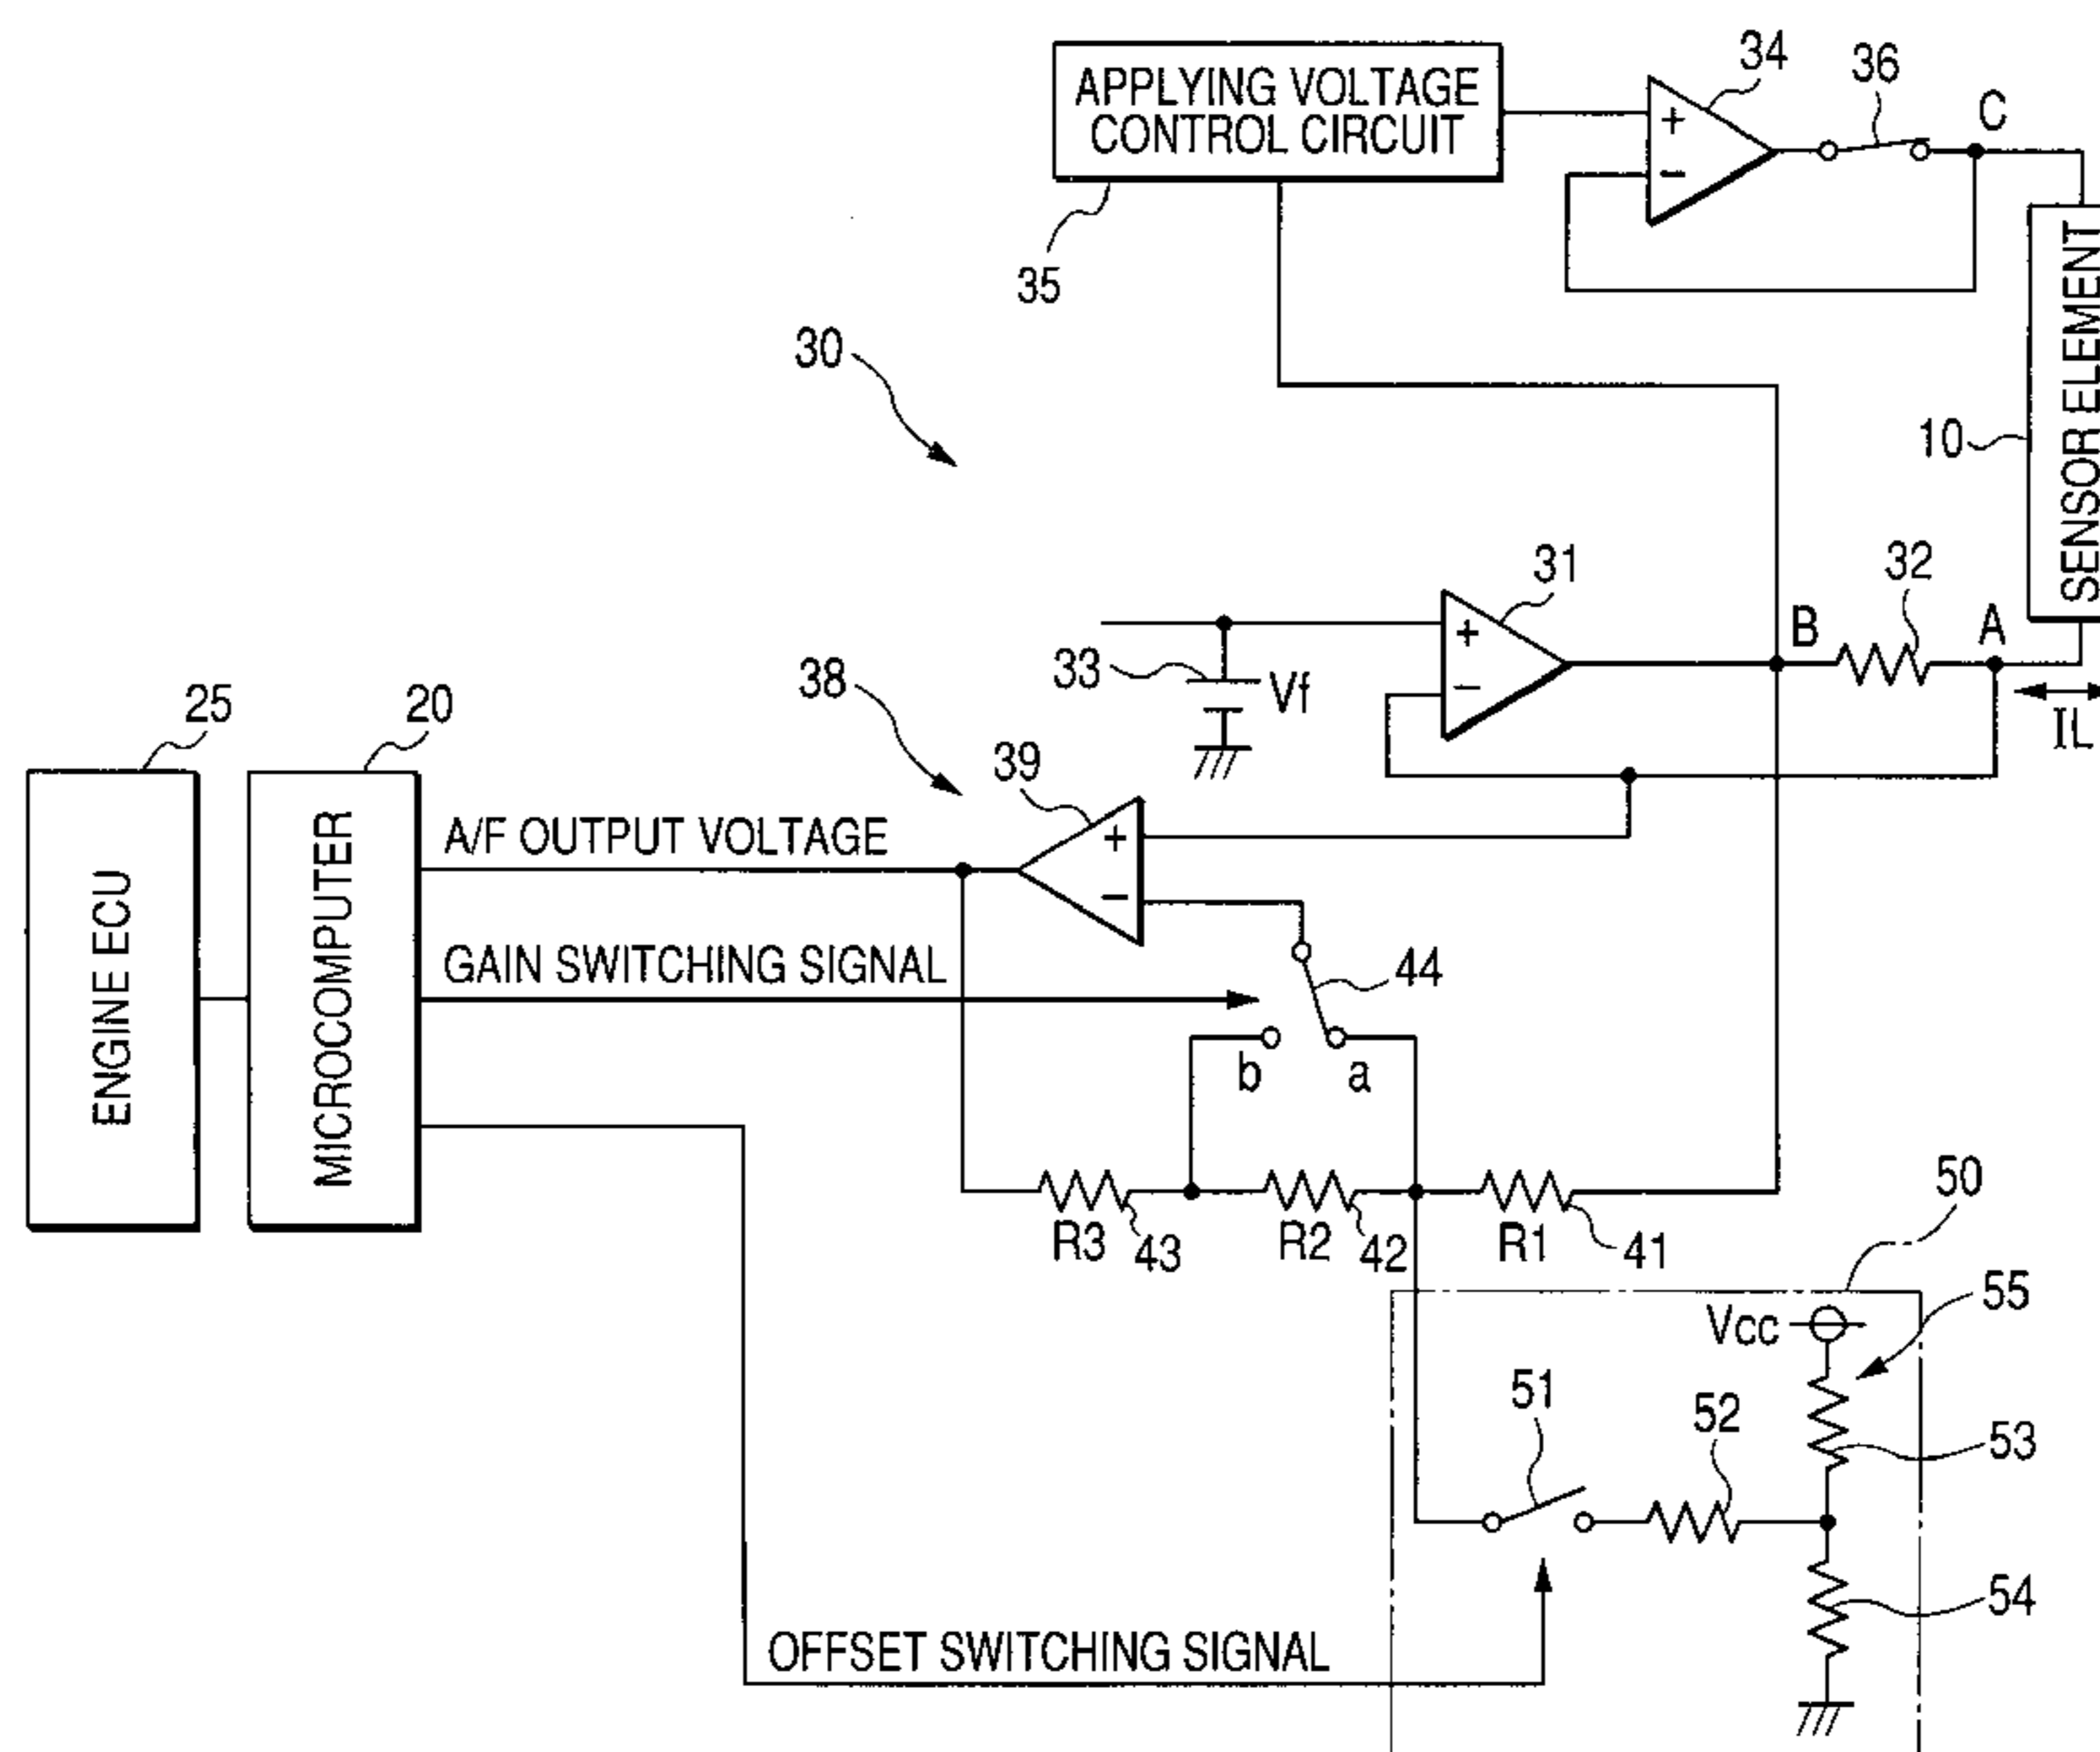 34
36
C
APPLYING VOLTAGE
CONTROL CIRCUIT
+
−
35
30
SENSOR ELEMENT
10
31
32
33
Vf
+
−
B
A
IL
38
39
25
20
ENGINE ECU
MICROCOMPUTER
A/F OUTPUT VOLTAGE
+
−
GAIN SWITCHING SIGNAL
44
b
a
R3
43
R2
42
R1
41
50
55
Vcc
51
52
53
54
OFFSET SWITCHING SIGNAL